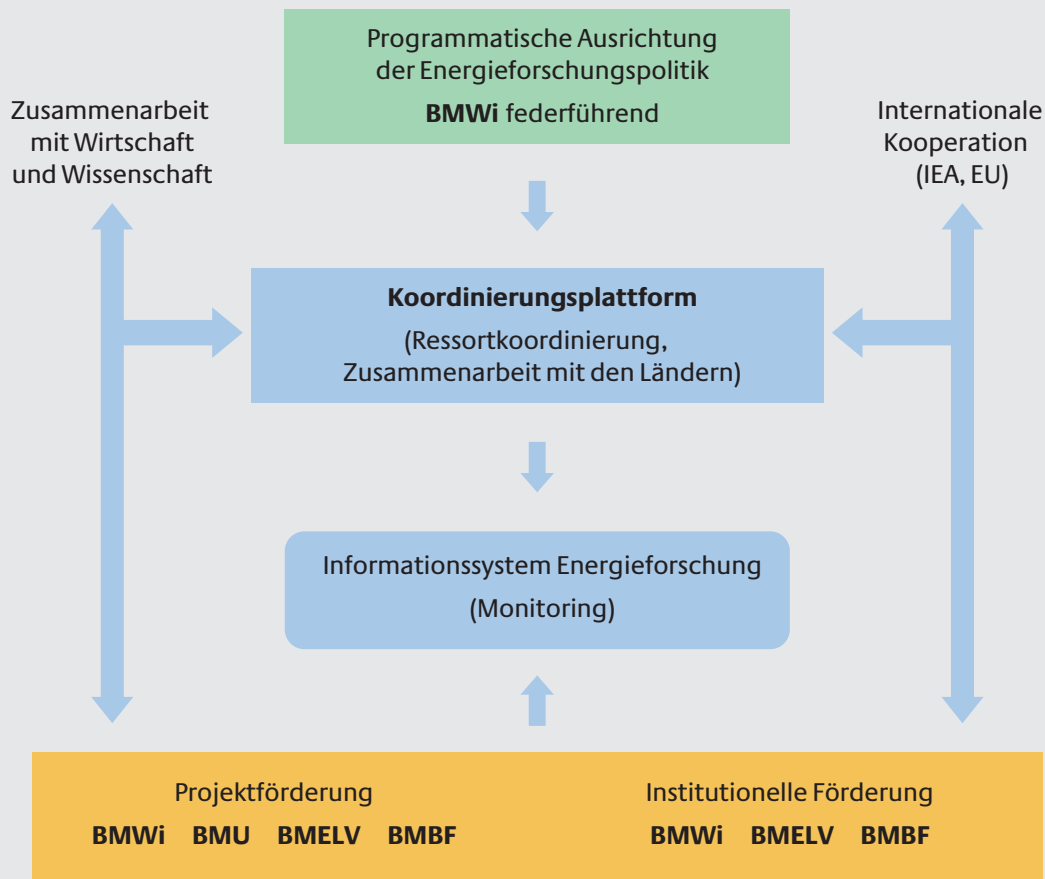 Programmatische Ausrichtung
der Energieforschungspolitik
BMWi federführend
Zusammenarbeit
mit Wirtschaft
und Wissenschaft
Internationale
Kooperation
(IEA, EU)
Koordinierungsplattform
(Ressortkoordinierung,
Zusammenarbeit mit den Ländern)
Informationssystem Energieforschung
(Monitoring)
Projektförderung
BMWi BMU BMELV BMBF
Institutionelle Förderung
BMWi BMELV BMBF